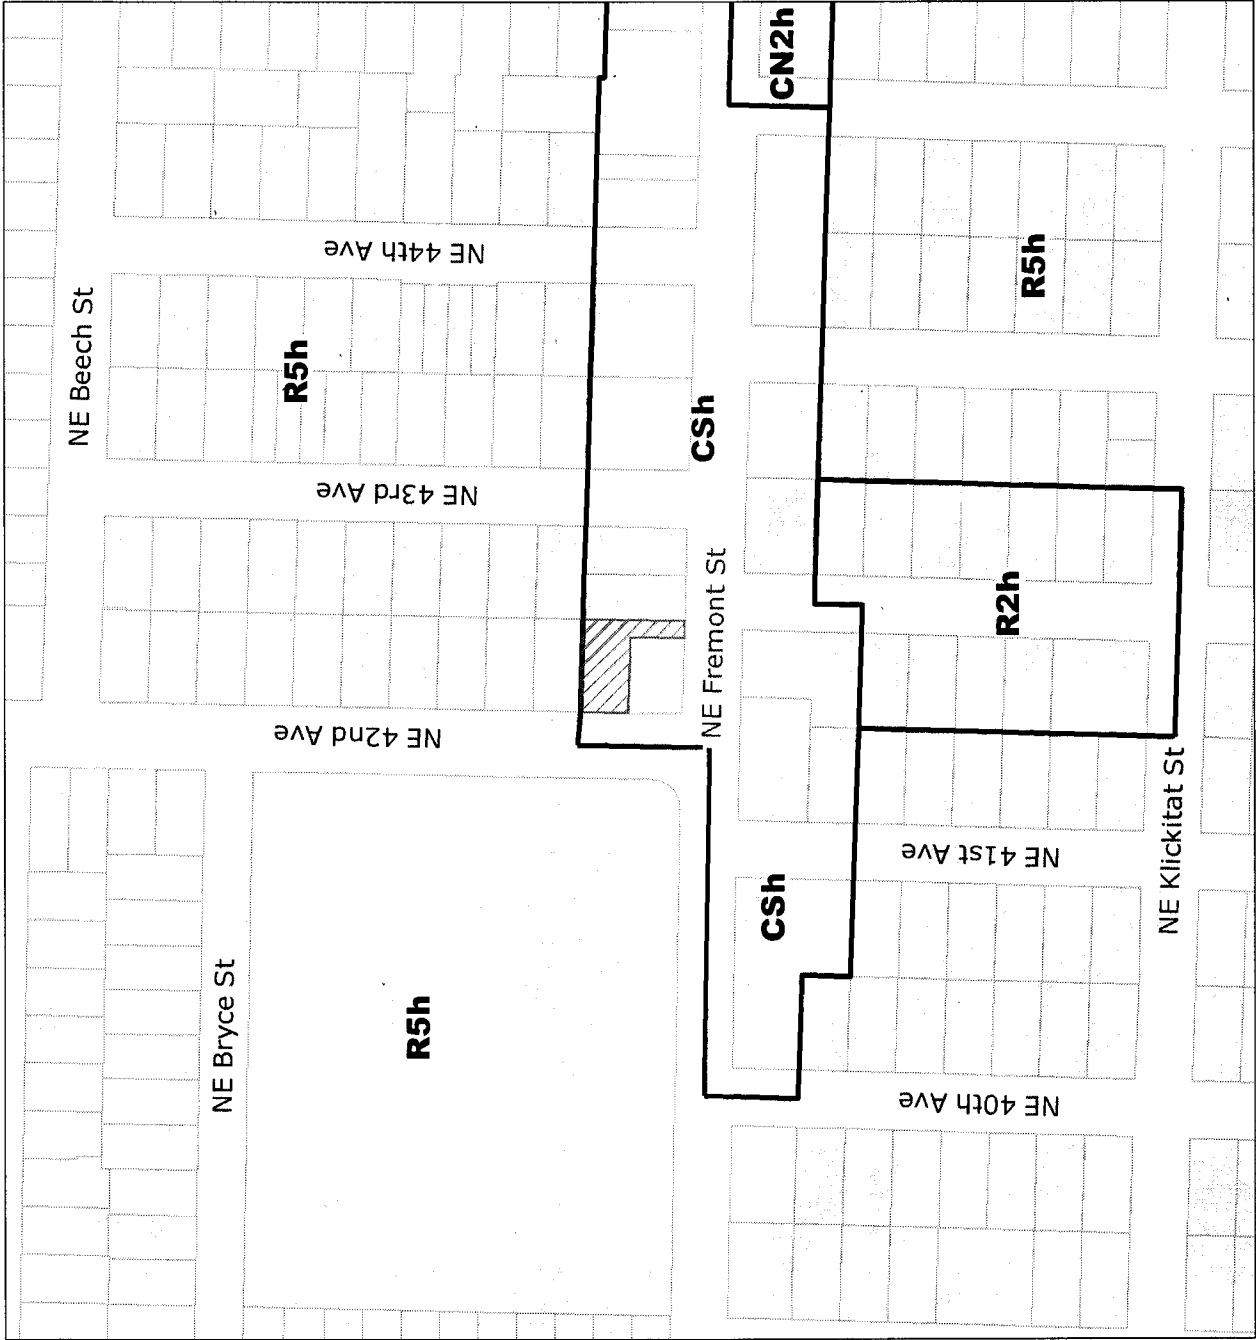 CN2h
NE 44th Ave
R5h
NE Beech St
R5h
CSh
NE 43rd Ave
NE Fremont St
R2h
NE 42nd Ave
NE Klickitat St
NE 41st Ave
CSh
R5h
NE Bryce St
NE 40th Ave